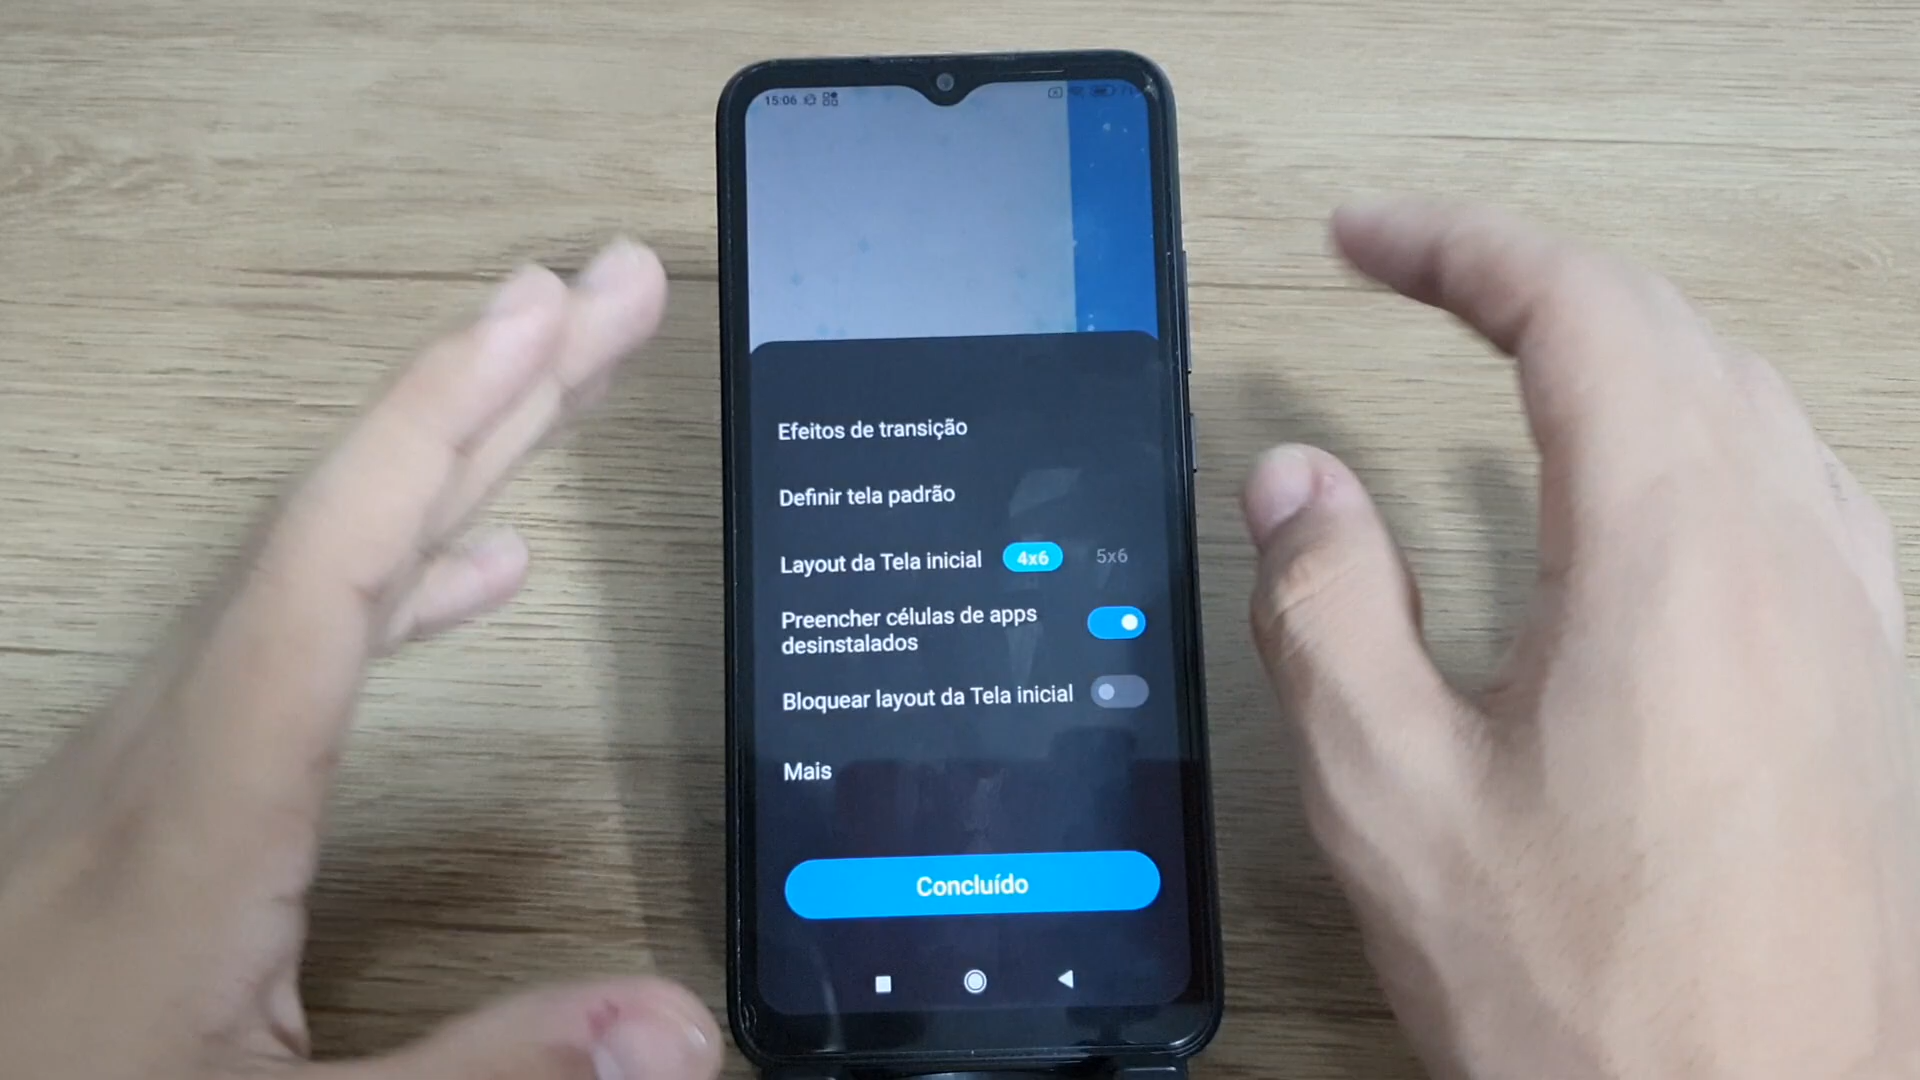 15:06
Efeitos de transição
Definir tela padrão
Layout da Tela inicial 4x6 5x6
Preencher células de apps
desinstalados
Bloquear layout da Tela inicial
Mais
Concluído